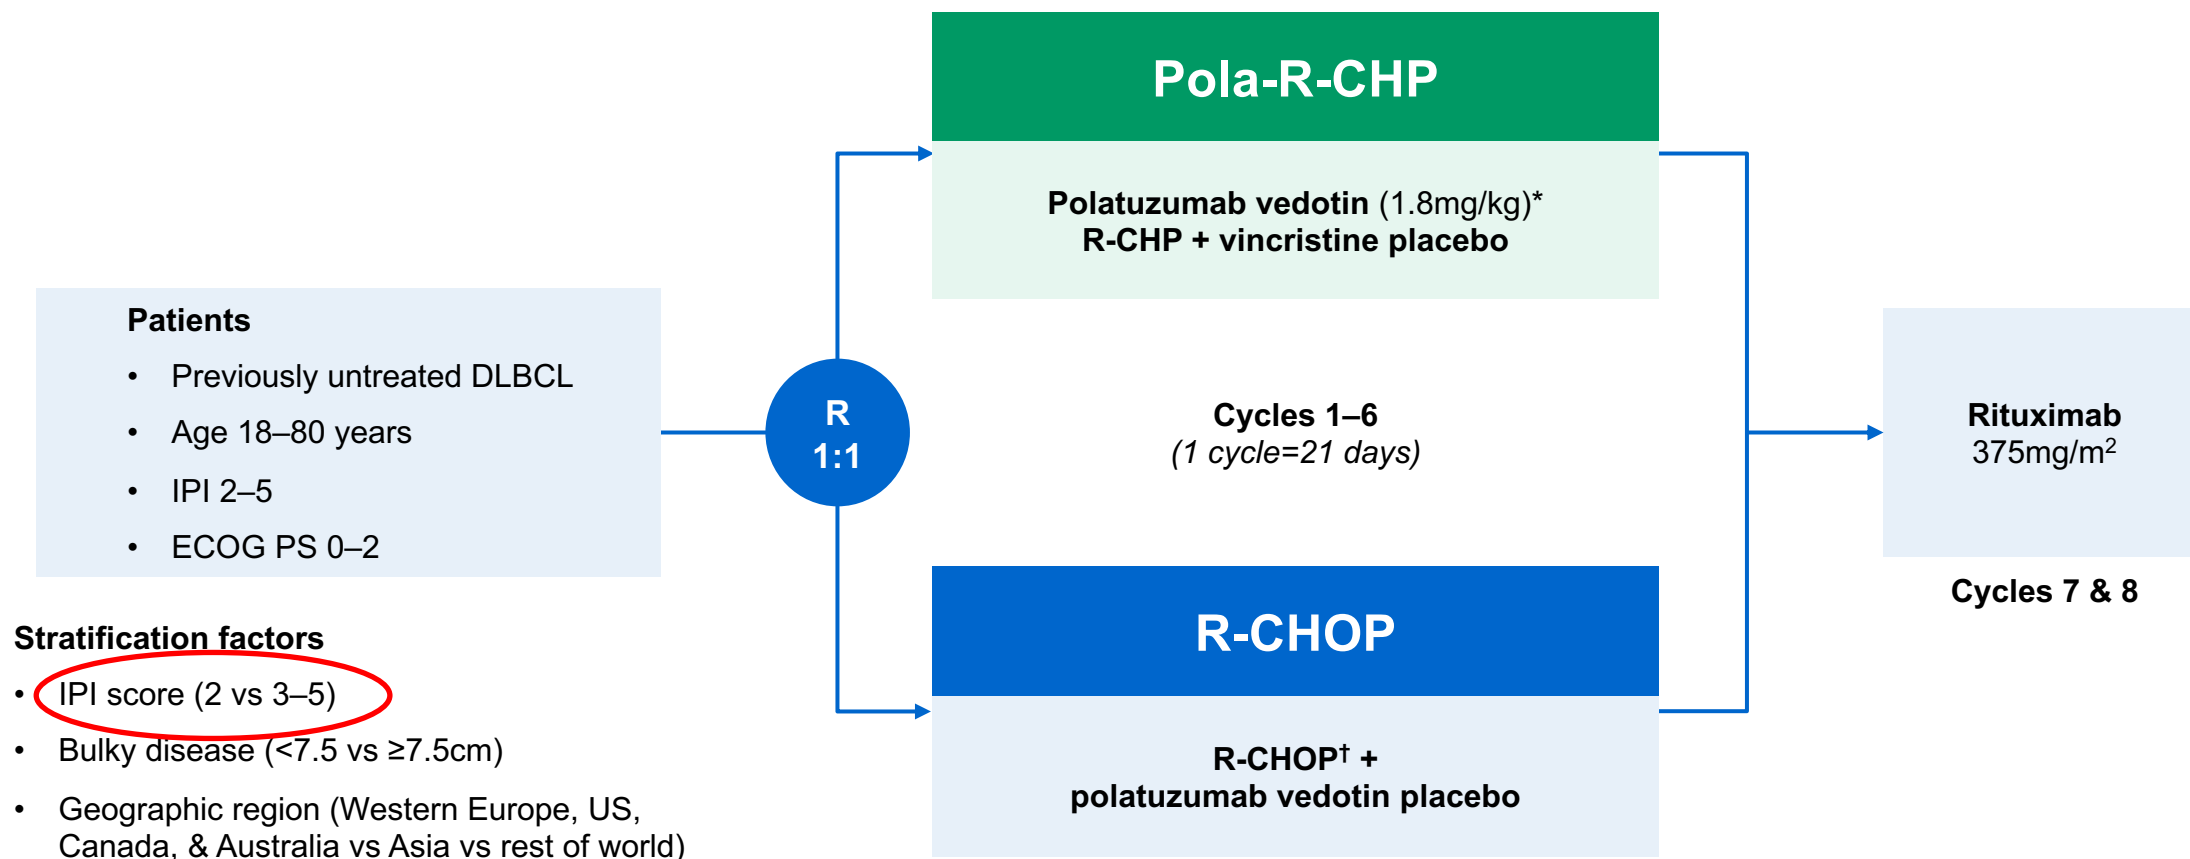 Pola-R-CHP
Polatuzumab vedotin (1.8mg/kg)*
R-CHP + vincristine placebo
Patients
• Previously untreated DLBCL
• Age 18–80 years
• IPI 2–5
• ECOG PS 0–2
R
1:1
Cycles 1–6
(1 cycle=21 days)
Rituximab
375mg/m²
Cycles 7 & 8
Stratification factors
• IPI score (2 vs 3–5)
• Bulky disease (<7.5 vs ≥7.5cm)
• Geographic region (Western Europe, US,
Canada, & Australia vs Asia vs rest of world)
R-CHOP
R-CHOP† +
polatuzumab vedotin placebo